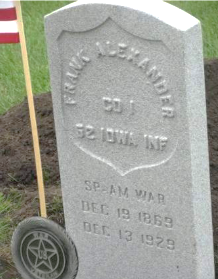 FRANK ALEXANDER
CO I
52 IOWA INF
SP-AM WAR
DEC 19 1869
DEC 13 1929